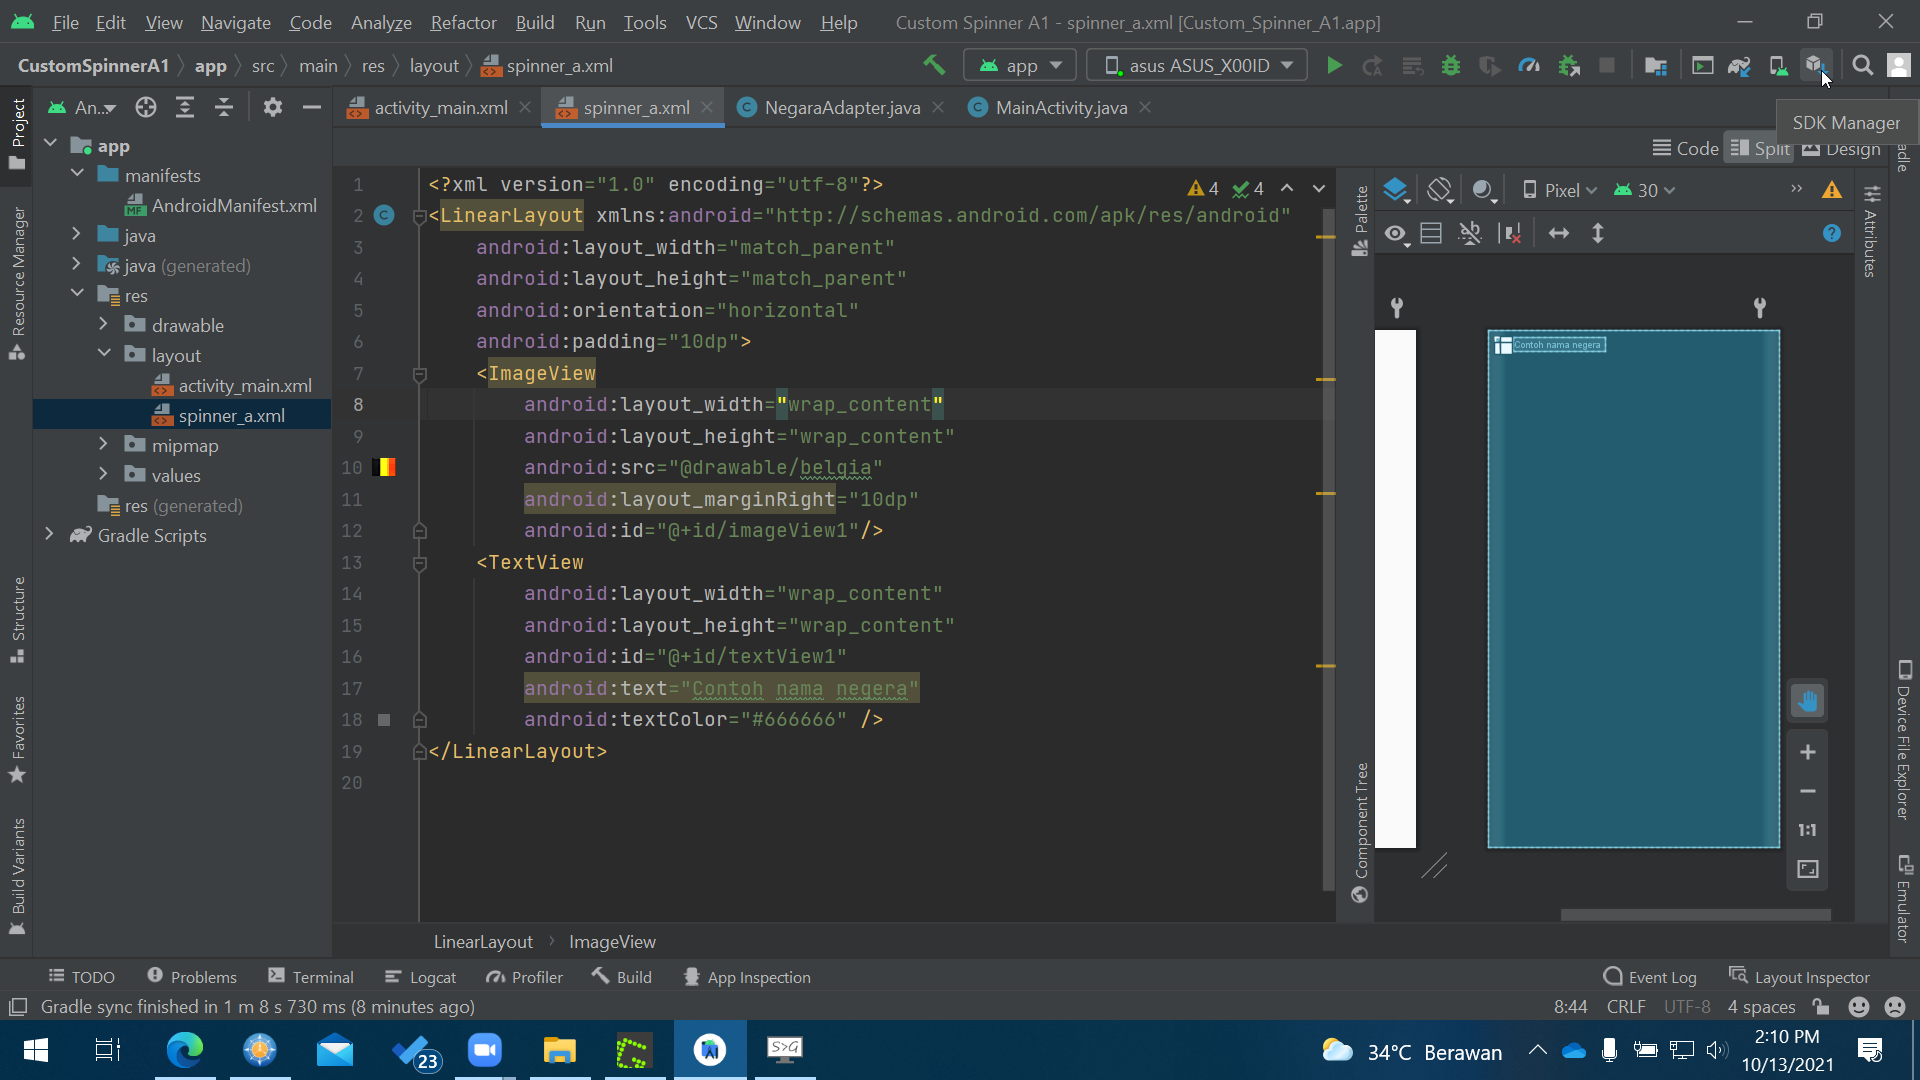 File Edit View Navigate Code Analyze Refactor Build Run Tools VCS Window Help Custom Spinner A1 - spinner_a.xml [Custom_Spinner_A1.app]
CustomSpinnerA1 app src main res layout spinner_a.xml
app asus ASUS_X00ID
SDK Manager
An... activity_main.xml spinner_a.xml NegaraAdapter.java MainActivity.java
Code Split Design
Project
Resource Manager
Structure
Favorites
Build Variants
app
manifests
AndroidManifest.xml
java
java (generated)
res
drawable
layout
activity_main.xml
spinner_a.xml
mipmap
values
res (generated)
Gradle Scripts
4 4
1 <?xml version="1.0" encoding="utf-8"?>
2 <LinearLayout xmlns:android="http://schemas.android.com/apk/res/android"
3 android:layout_width="match_parent"
4 android:layout_height="match_parent"
5 android:orientation="horizontal"
6 android:padding="10dp">
7 <ImageView
8 android:layout_width="wrap_content"
9 android:layout_height="wrap_content"
10 android:src="@drawable/belgia"
11 android:layout_marginRight="10dp"
12 android:id="@+id/imageView1"/>
13 <TextView
14 android:layout_width="wrap_content"
15 android:layout_height="wrap_content"
16 android:id="@+id/textView1"
17 android:text="Contoh nama negera"
18 android:textColor="#666666" />
19 </LinearLayout>
20
Palette
Component Tree
Pixel 30
Contoh nama negera
1:1
dle
Attributes
Device File Explorer
Emulator
LinearLayout ImageView
TODO Problems Terminal Logcat Profiler Build App Inspection Event Log Layout Inspector
Gradle sync finished in 1 m 8 s 730 ms (8 minutes ago) 8:44 CRLF UTF-8 4 spaces
23 S>G 34°C Berawan
2:10 PM
10/13/2021